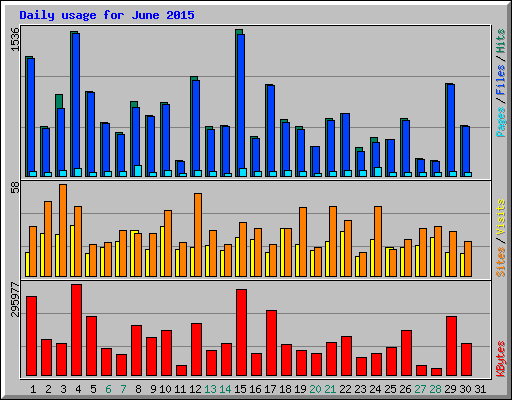 Daily usage for June 2015
1536
Pages / Files / Hits
58
Sites / Visits
295977
KBytes
1 2 3 4 5 6 7 8 9 10 11 12 13 14 15 16 17 18 19 20 21 22 23 24 25 26 27 28 29 30 31